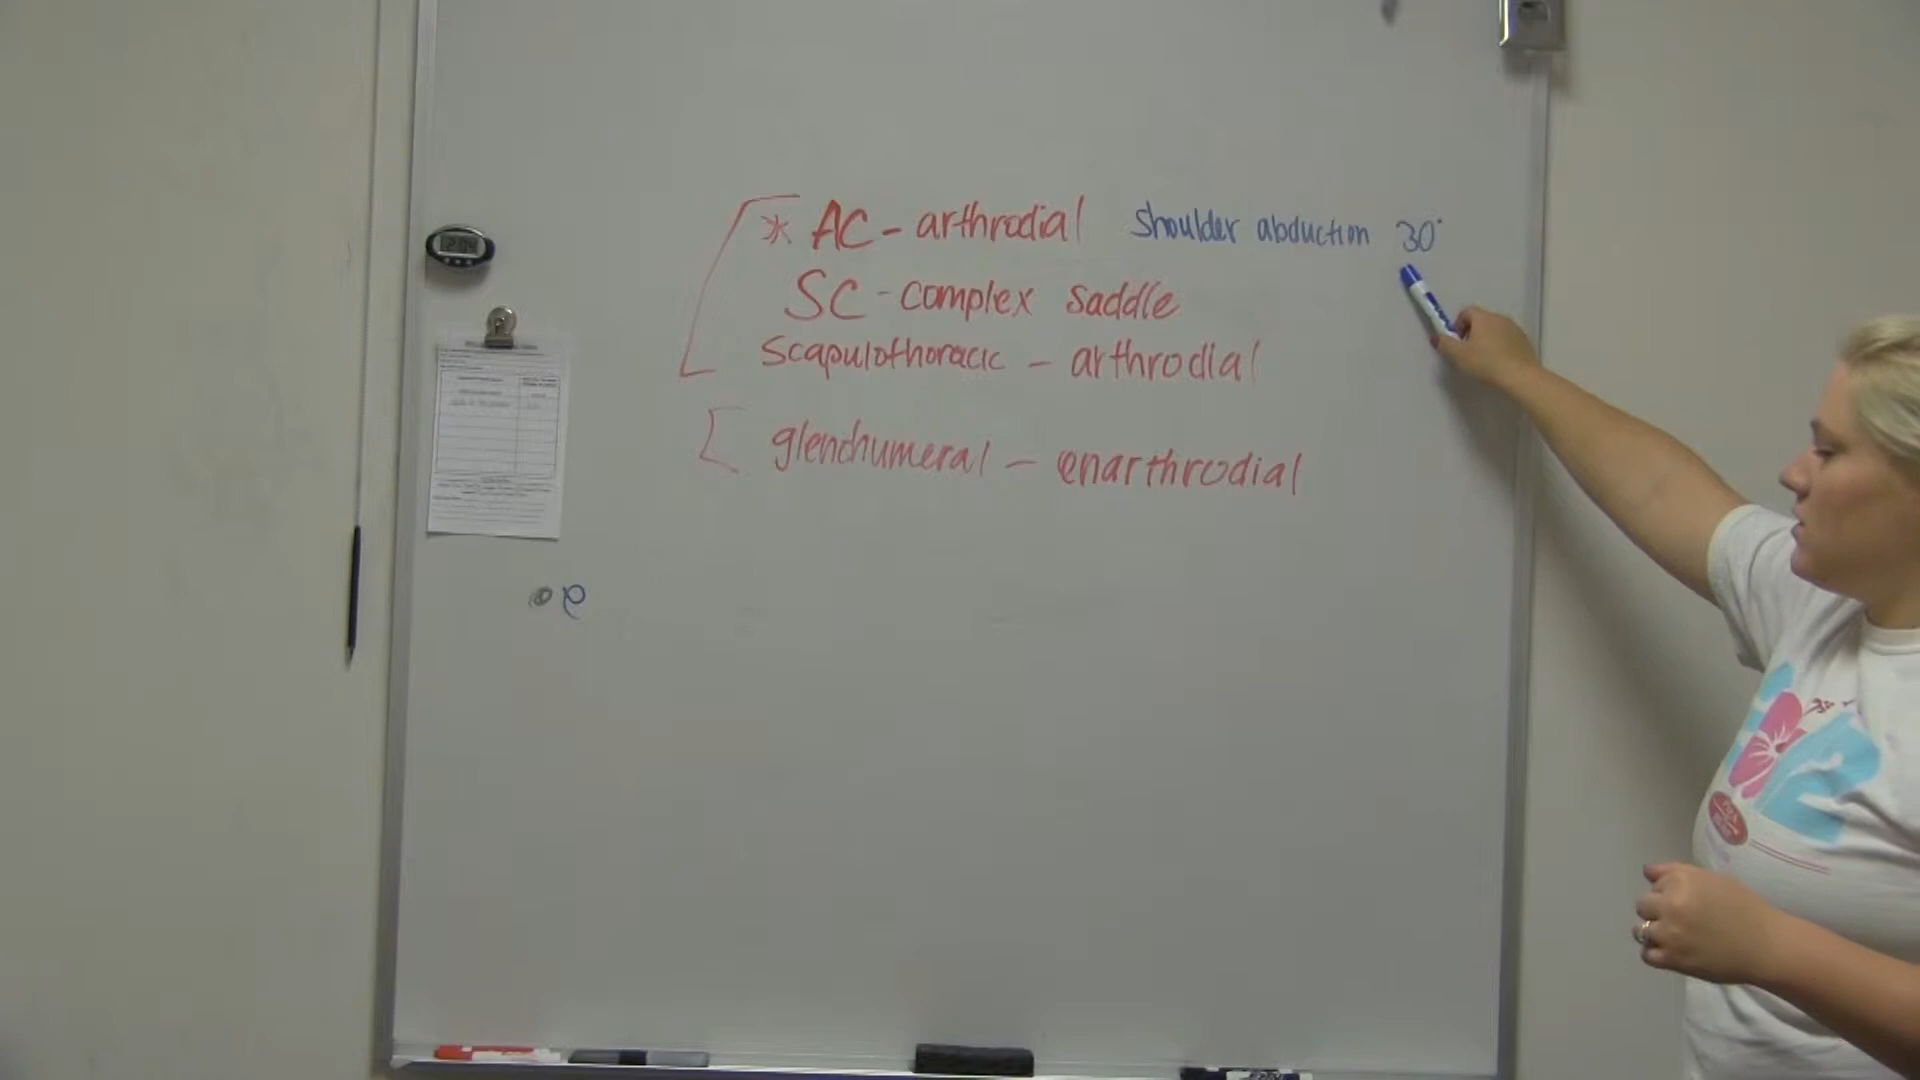 * AC - arthrodial shoulder abduction 30°
SC - complex saddle
scapulothoracic - arthrodial
glenohumeral - enarthrodial